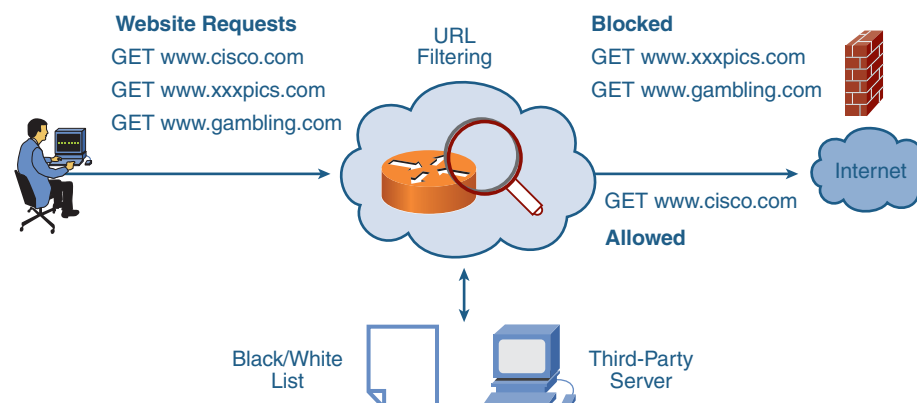 Website Requests
GET www.cisco.com
GET www.xxxpics.com
GET www.gambling.com
URL
Filtering
Blocked
GET www.xxxpics.com
GET www.gambling.com
Internet
GET www.cisco.com
Allowed
Black/White
List
Third-Party
Server